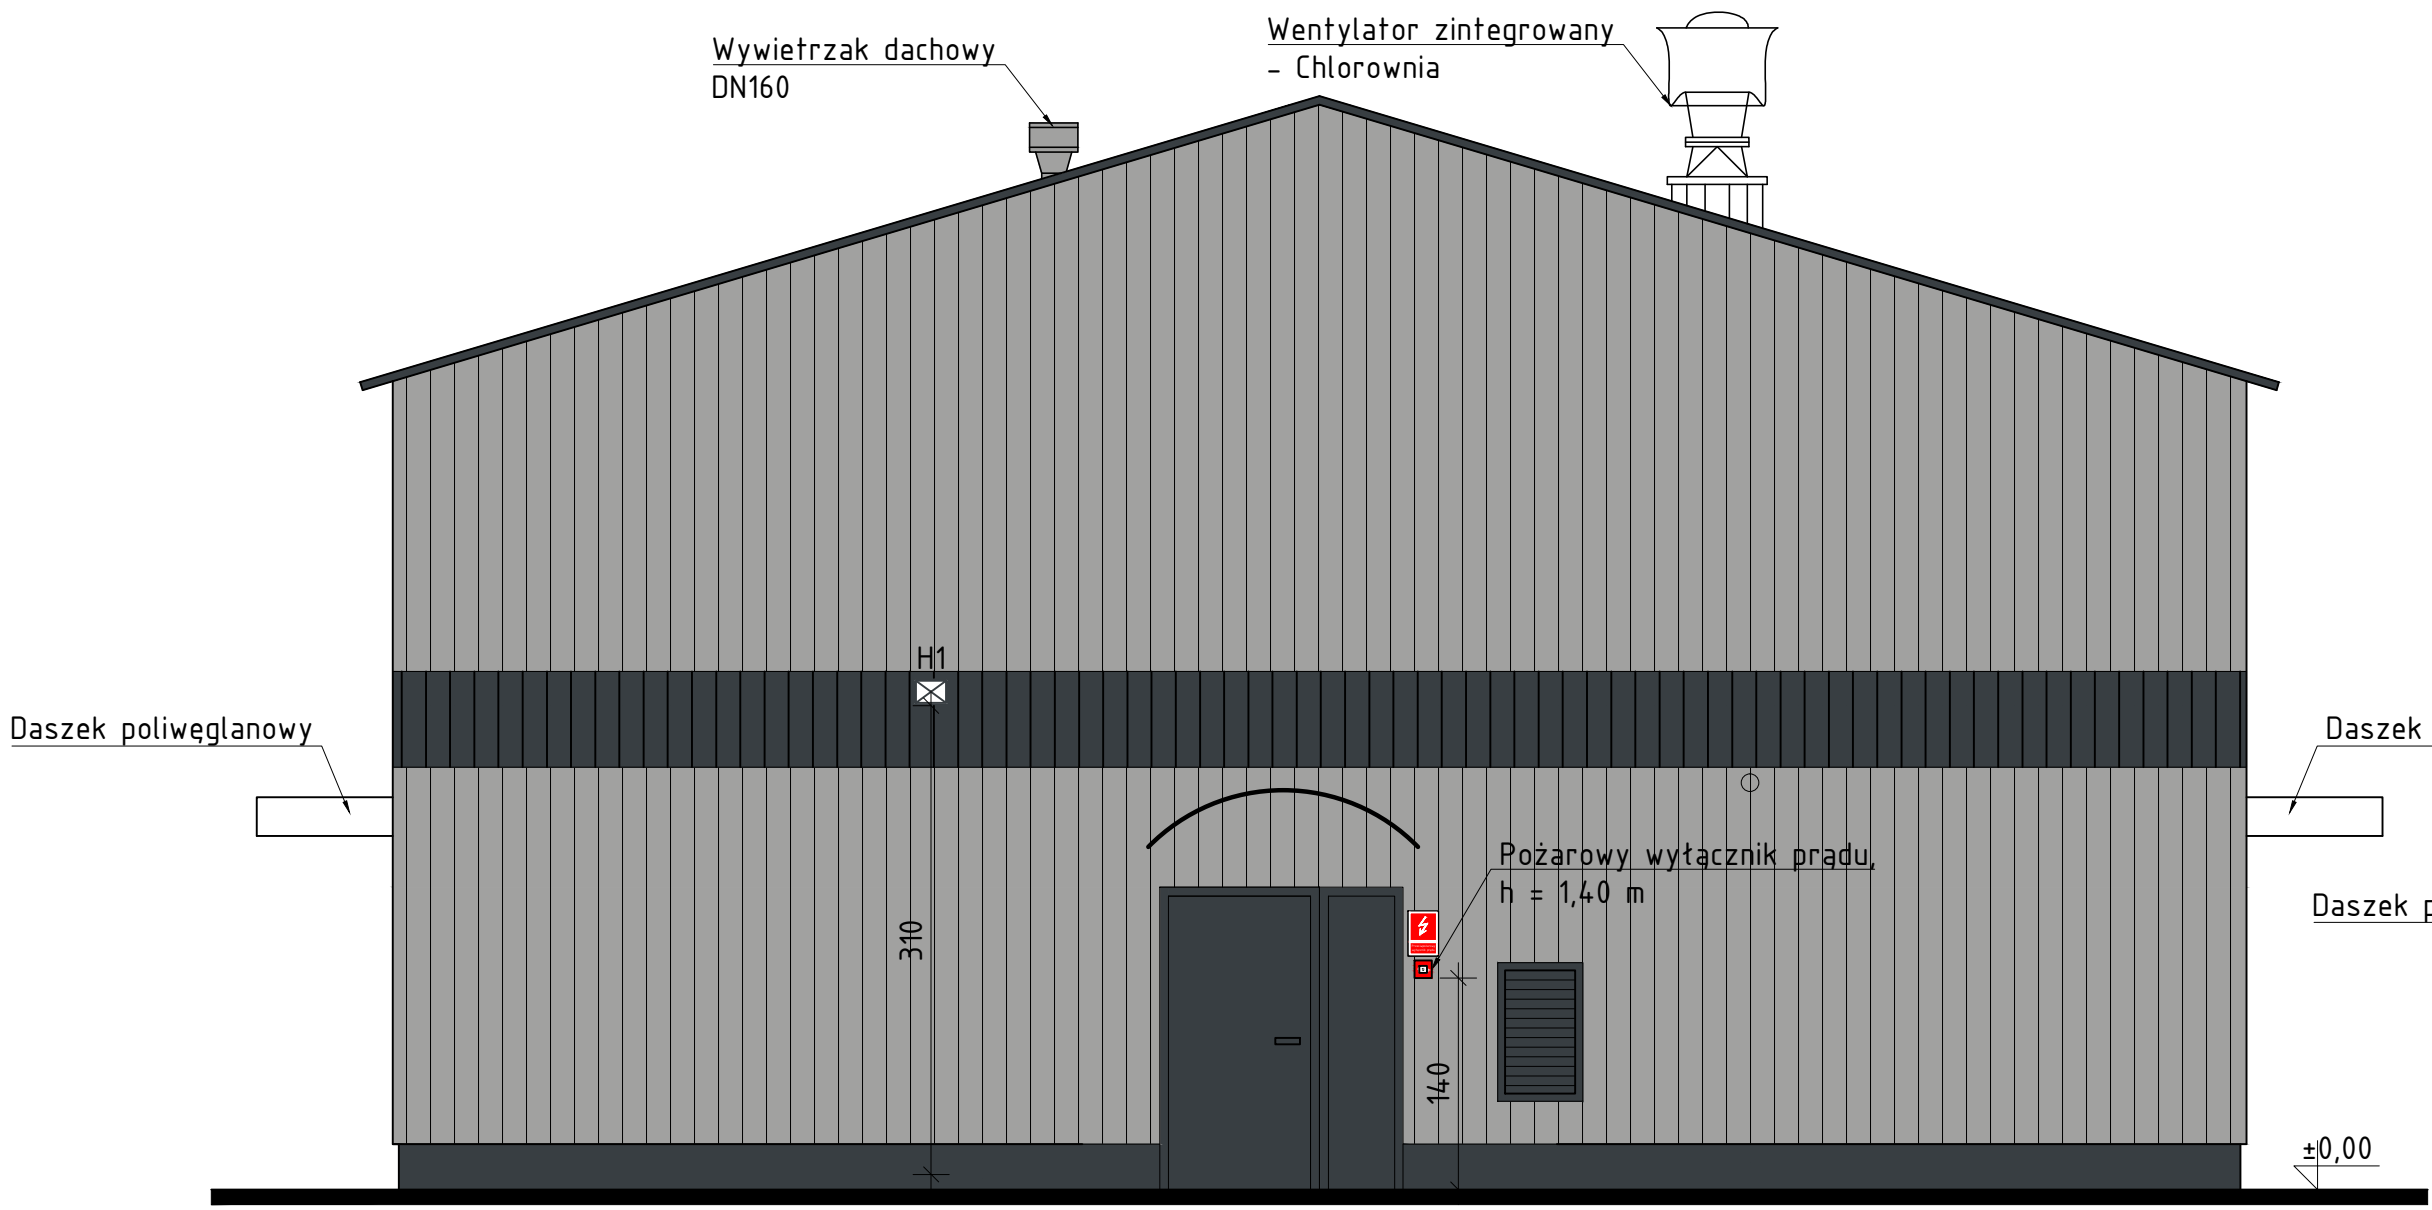 Wywietrzak dachowy
DN160
Wentylator zintegrowany
- Chlorownia
H1
Daszek poliwęglanowy
Daszek
Pożarowy wyłącznik prądu,
h = 1,40 m
Daszek p
310
140
±0,00